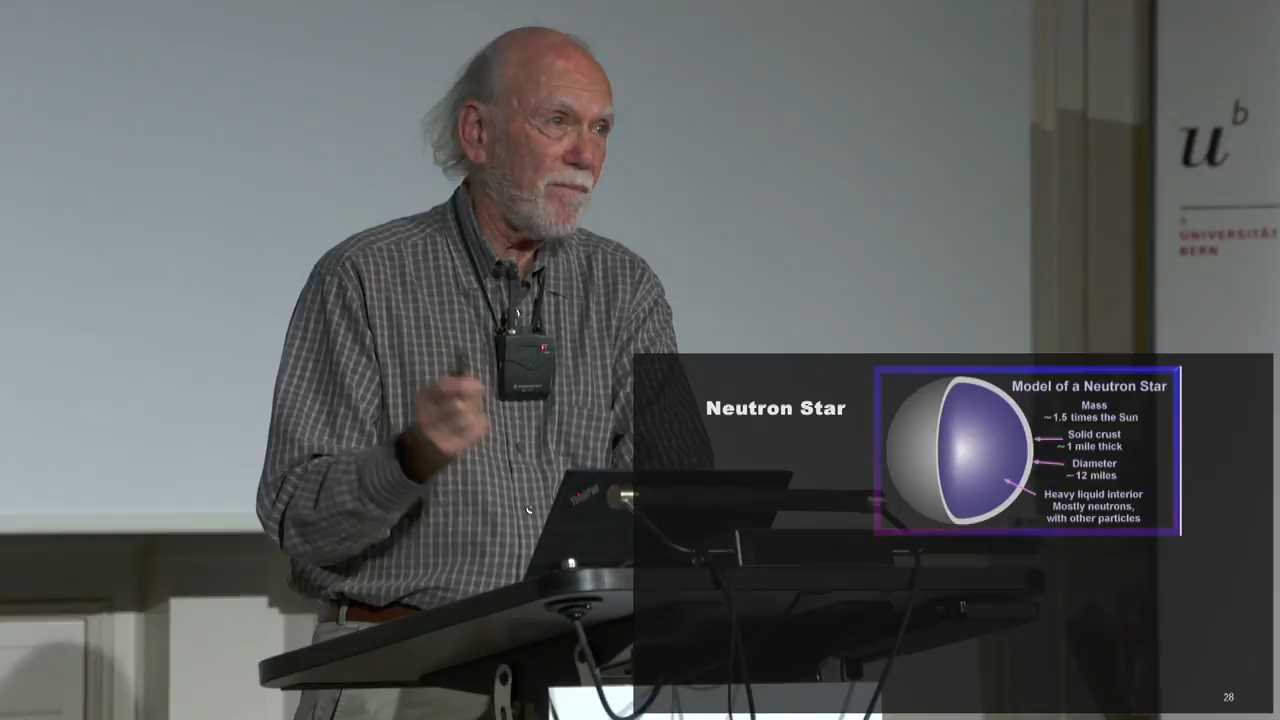 u
b
UNIVERSITÄT
BERN
ThinkPad
Neutron Star
Model of a Neutron Star
Mass
~1.5 times the Sun
Solid crust
~1 mile thick
Diameter
~12 miles
Heavy liquid interior
Mostly neutrons,
with other particles
28